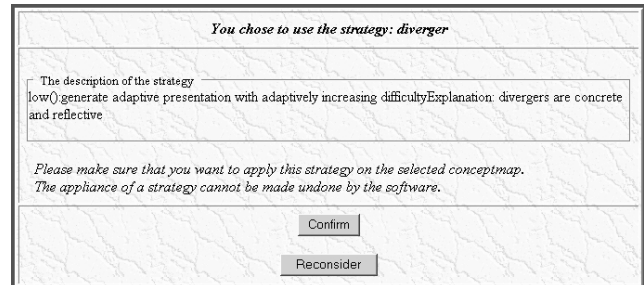 You chose to use the strategy: diverger
The description of the strategy
low():generate adaptive presentation with adaptively increasing difficultyExplanation: divergers are concrete
and reflective
Please make sure that you want to apply this strategy on the selected conceptmap.
The appliance of a strategy cannot be made undone by the software.
Confirm
Reconsider